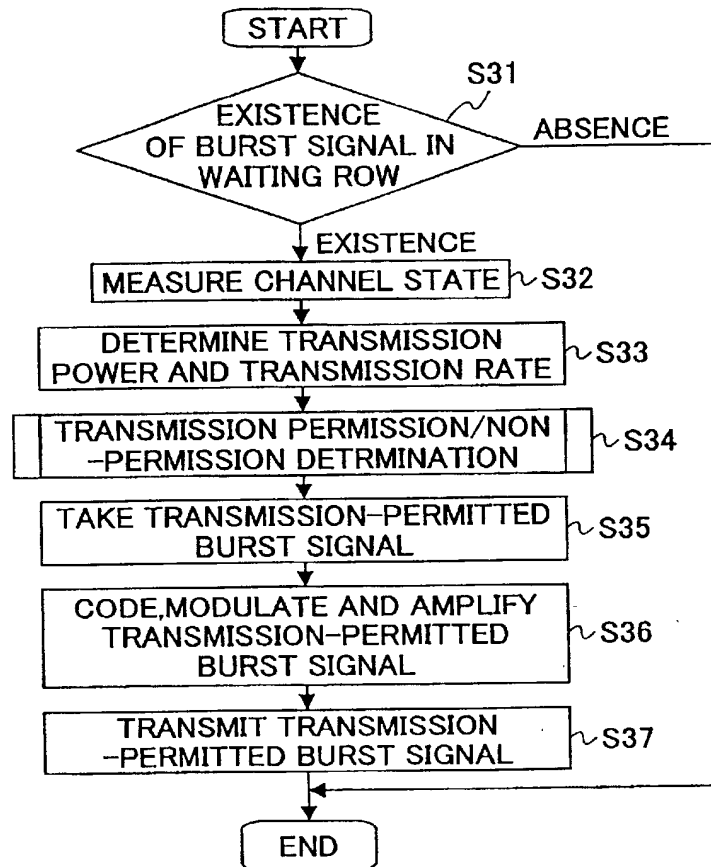 START
S31
EXISTENCE
OF BURST SIGNAL IN
WAITING ROW
ABSENCE
EXISTENCE
MEASURE CHANNEL STATE
S32
DETERMINE TRANSMISSION
POWER AND TRANSMISSION RATE
S33
TRANSMISSION PERMISSION/NON
-PERMISSION DETRMINATION
S34
TAKE TRANSMISSION-PERMITTED
BURST SIGNAL
S35
CODE,MODULATE AND AMPLIFY
TRANSMISSION-PERMITTED
BURST SIGNAL
S36
TRANSMIT TRANSMISSION
-PERMITTED BURST SIGNAL
S37
END